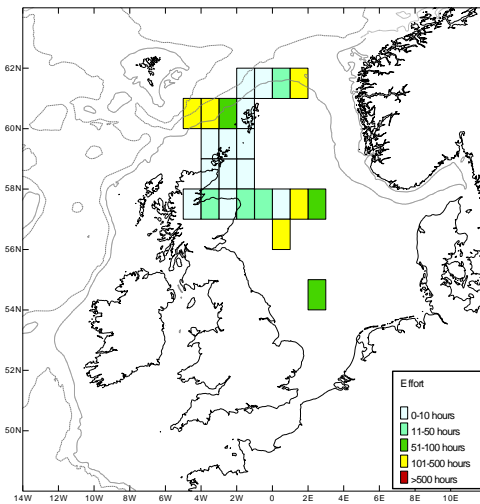 62N
60N
58N
56N
54N
52N
50N
Effort
0-10 hours
11-50 hours
51-100 hours
101-500 hours
>500 hours
14W 12W 10W 8W 6W 4W 2W 0 2E 4E 6E 8E 10E